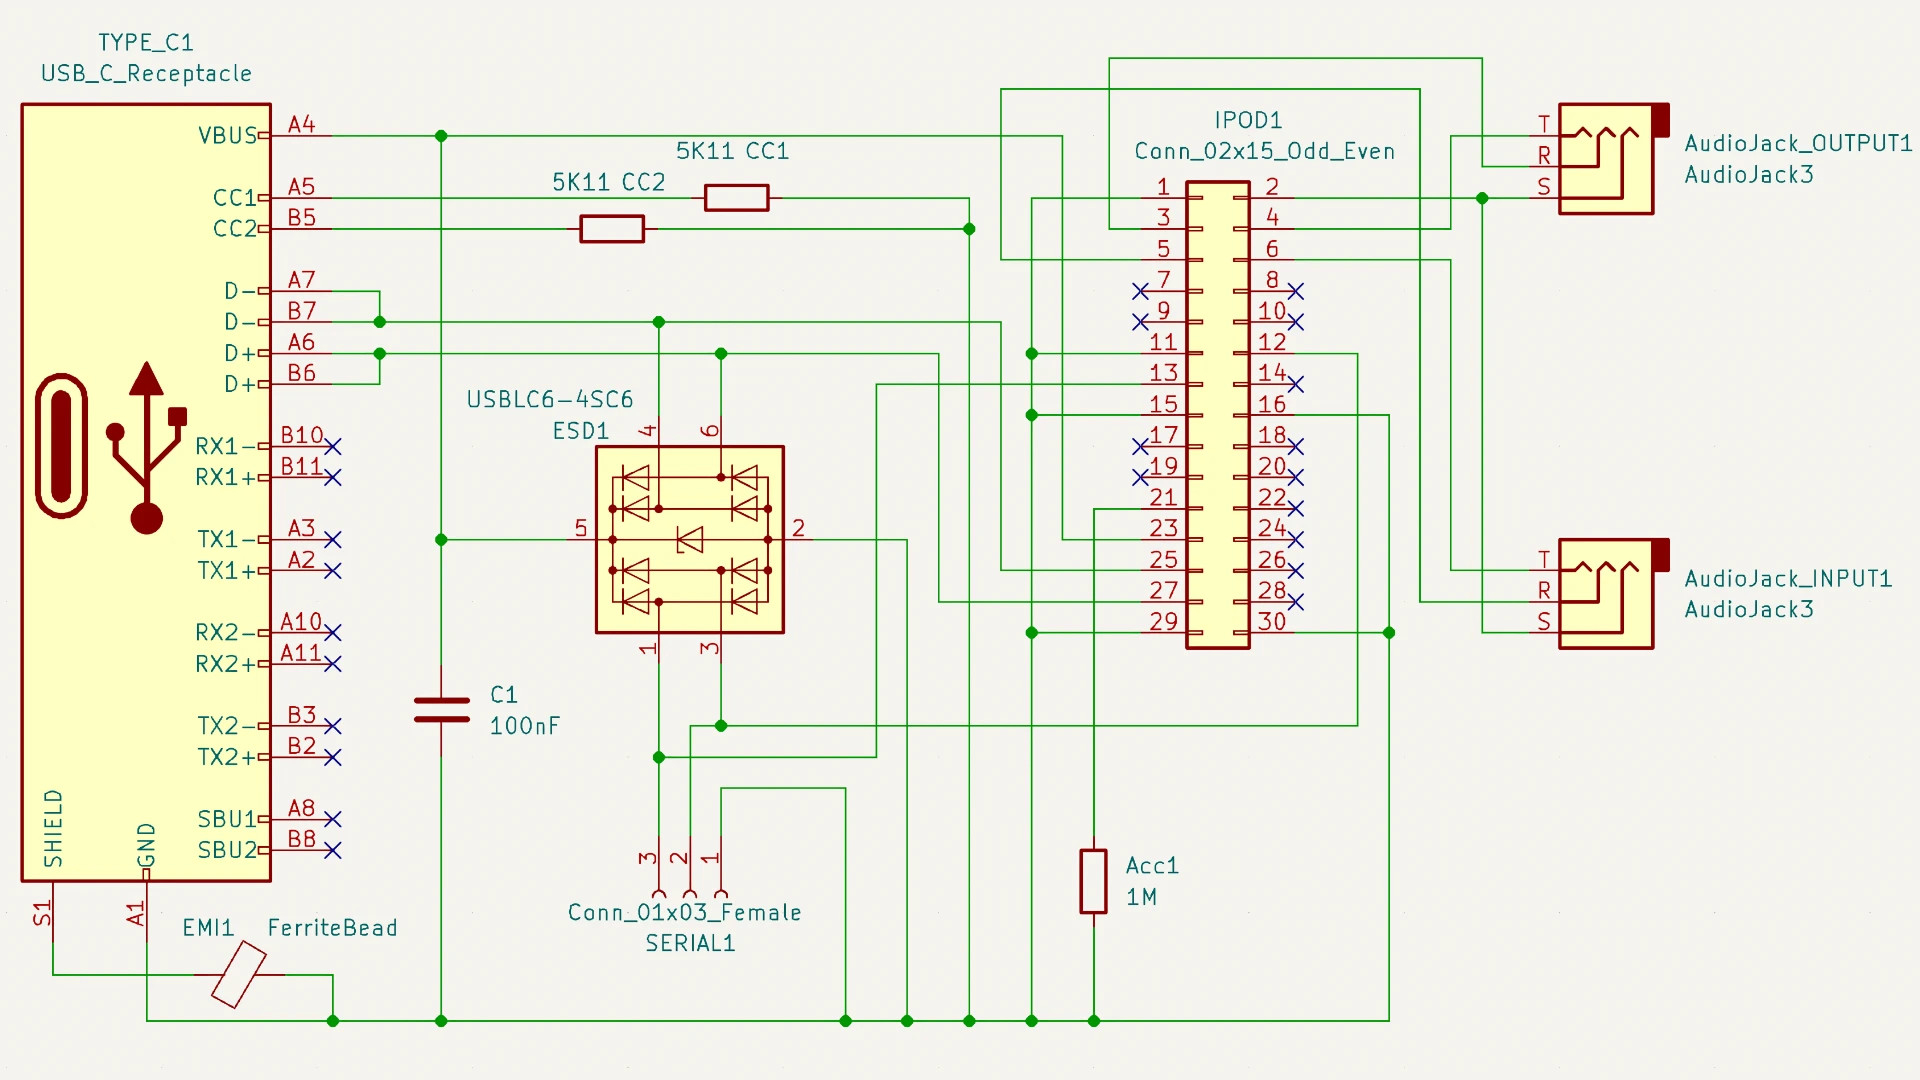 TYPE_C1
USB_C_Receptacle
VBUS A4
CC1 A5
CC2 B5
D- A7
D- B7
D+ A6
D+ B6
RX1- B10
RX1+ B11
TX1- A3
TX1+ A2
RX2- A10
RX2+ A11
TX2- B3
TX2+ B2
SBU1 A8
SBU2 B8
SHIELD
GND
S1
A1
EMI1 FerriteBead
5K11 CC1
5K11 CC2
USBLC6-4SC6
ESD1
4 6
5 2
1 3
C1
100nF
3 2 1
Conn_01x03_Female
SERIAL1
IPOD1
Conn_02x15_Odd_Even
1 2
3 4
5 6
7 8
9 10
11 12
13 14
15 16
17 18
19 20
21 22
23 24
25 26
27 28
29 30
Acc1
1M
T
R
S
AudioJack_OUTPUT1
AudioJack3
T
R
S
AudioJack_INPUT1
AudioJack3